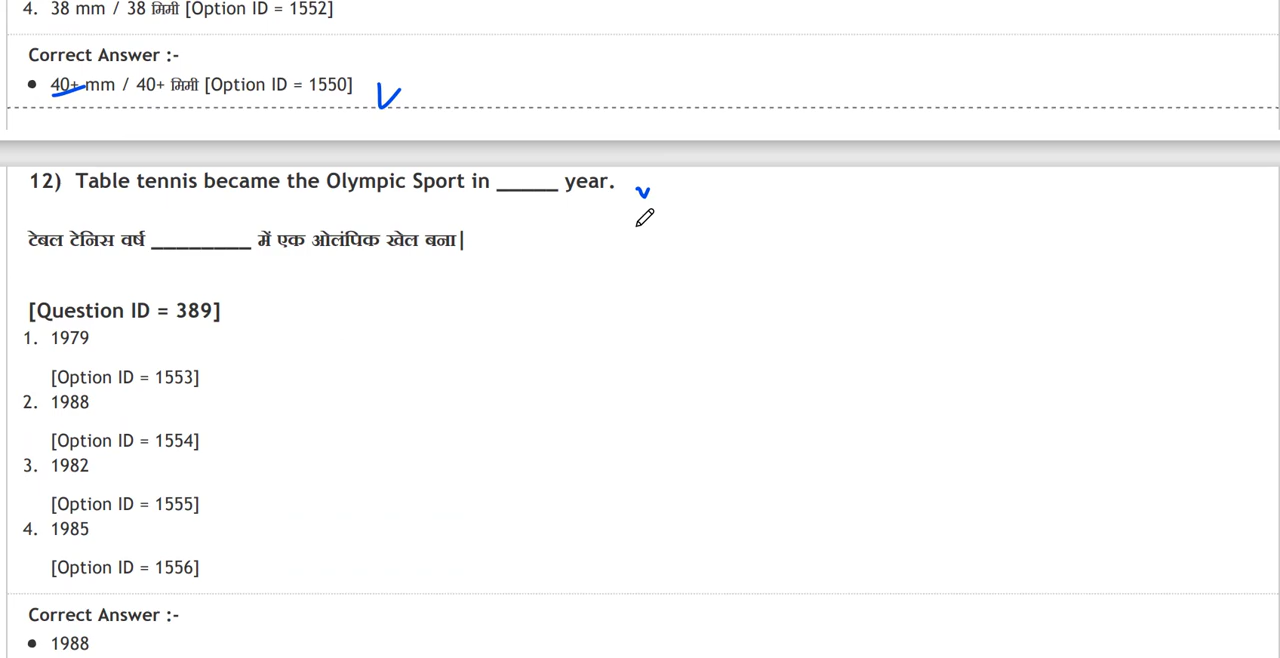 4. 38 mm / 38 मिमी [Option ID = 1552]
Correct Answer :-
• 40+ mm / 40+ मिमी [Option ID = 1550]
12) Table tennis became the Olympic Sport in _____ year.
टेबल टेनिस वर्ष ________ में एक ओलंपिक खेल बना|
[Question ID = 389]
1. 1979
[Option ID = 1553]
2. 1988
[Option ID = 1554]
3. 1982
[Option ID = 1555]
4. 1985
[Option ID = 1556]
Correct Answer :-
• 1988